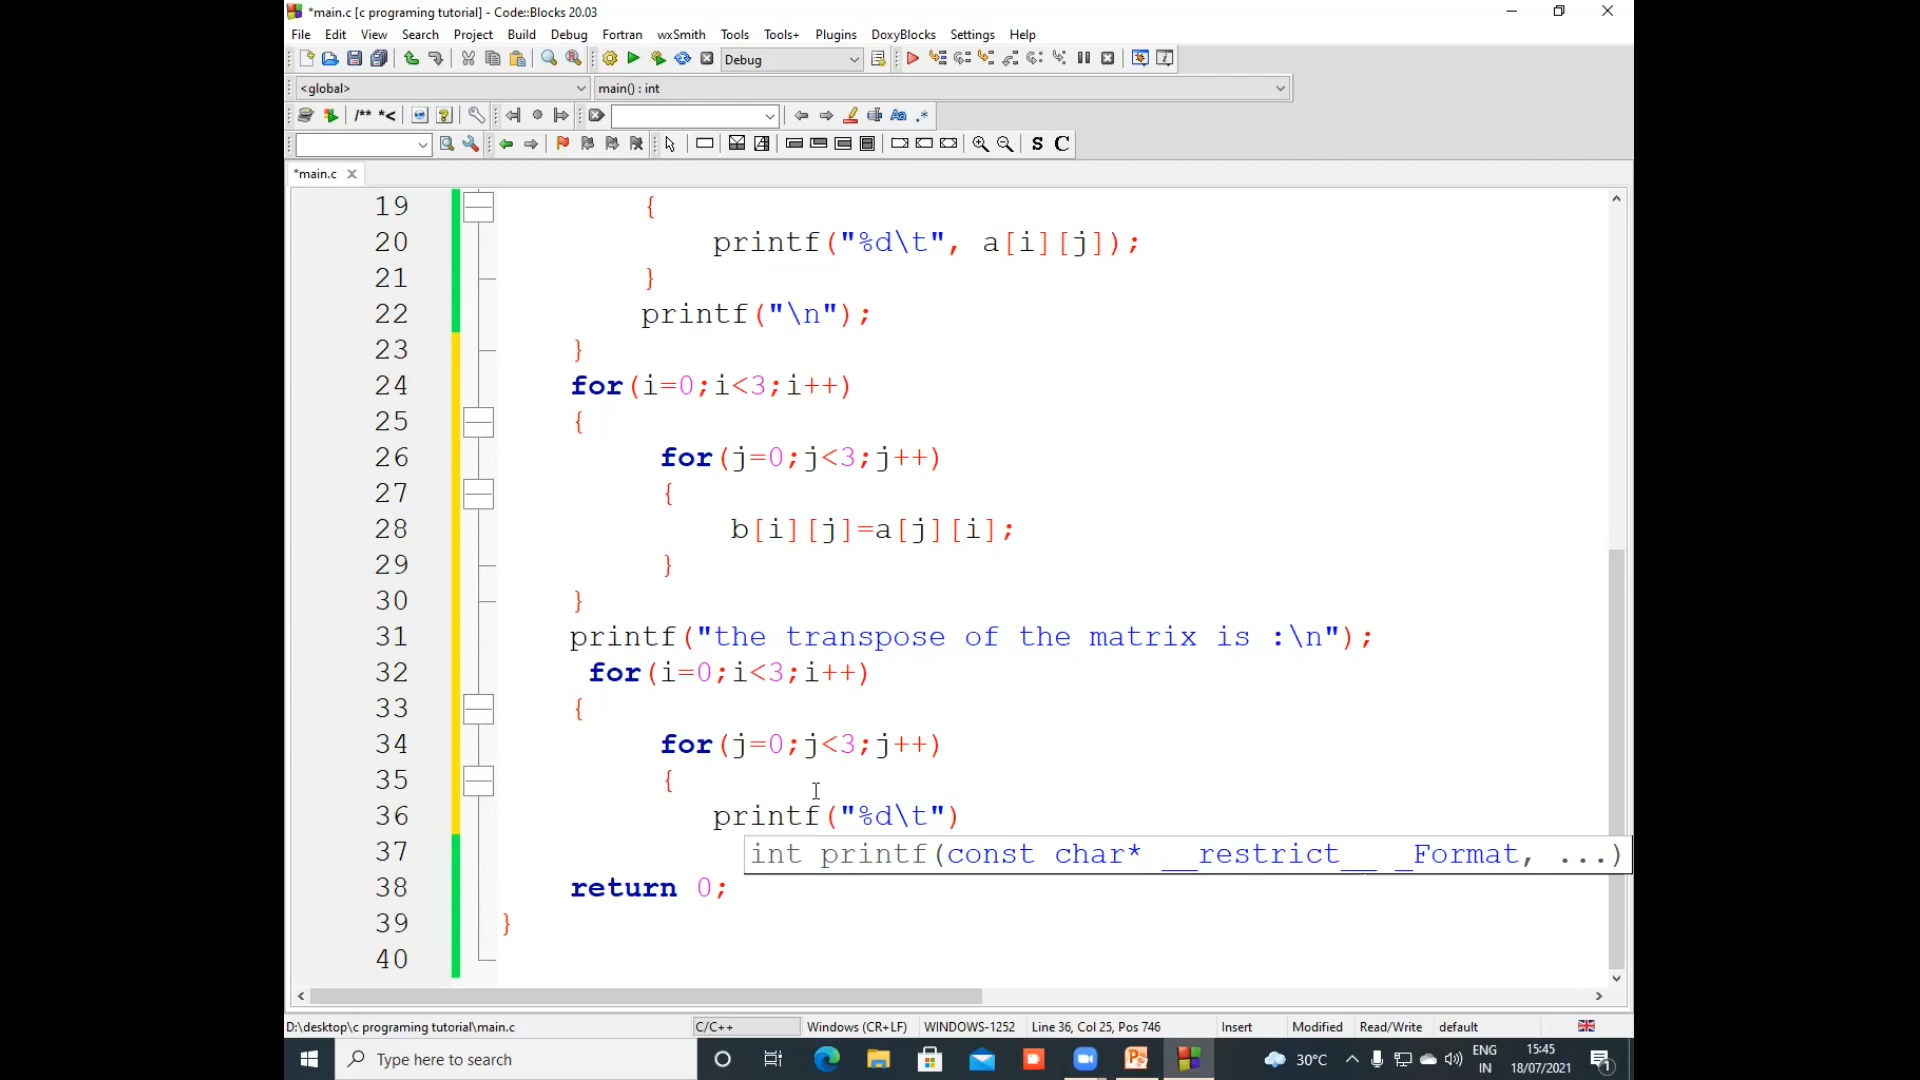 *main.c [c programing tutorial] - Code::Blocks 20.03
File Edit View Search Project Build Debug Fortran wxSmith Tools Tools+ Plugins DoxyBlocks Settings Help
Debug
<global> main() : int
/** *<
S C
*main.c
19 {
20 printf("%d\t", a[i][j]);
21 }
22 printf("\n");
23 }
24 for(i=0;i<3;i++)
25 {
26 for(j=0;j<3;j++)
27 {
28 b[i][j]=a[j][i];
29 }
30 }
31 printf("the transpose of the matrix is :\n");
32 for(i=0;i<3;i++)
33 {
34 for(j=0;j<3;j++)
35 {
36 printf("%d\t")
37 int printf(const char* __restrict__ _Format, ...)
38 return 0;
39 }
40
D:\desktop\c programing tutorial\main.c C/C++ Windows (CR+LF) WINDOWS-1252 Line 36, Col 25, Pos 746 Insert Modified Read/Write default
Type here to search 30°C ENG IN 15:45 18/07/2021 1